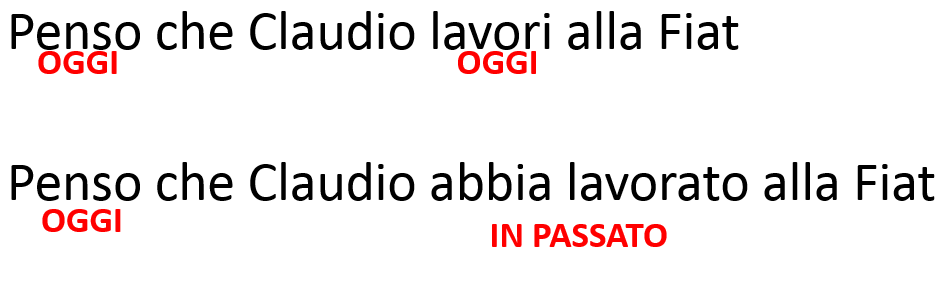 Penso che Claudio lavori alla Fiat
OGGI OGGI
Penso che Claudio abbia lavorato alla Fiat
OGGI
IN PASSATO